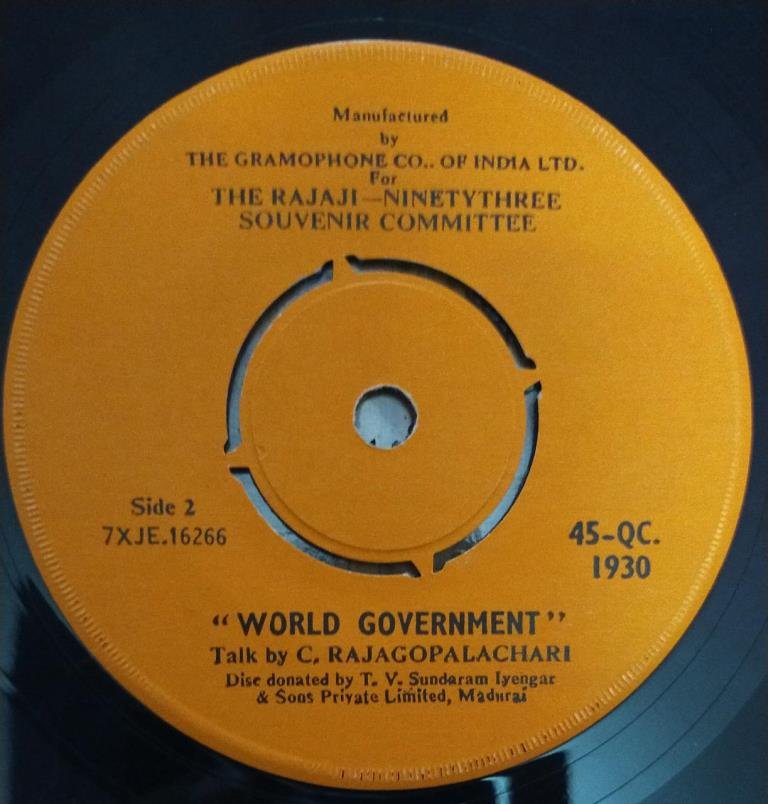 Manufactured
by
THE GRAMOPHONE CO.. OF INDIA LTD.
For
THE RAJAJI—NINETYTHREE
SOUVENIR COMMITTEE
Side 2
7XJE.16266
45-QC.
1930
“WORLD GOVERNMENT”
Talk by C. RAJAGOPALACHARI
Disc donated by T. V. Sundaram Iyengar
& Sons Private Limited, Madurai